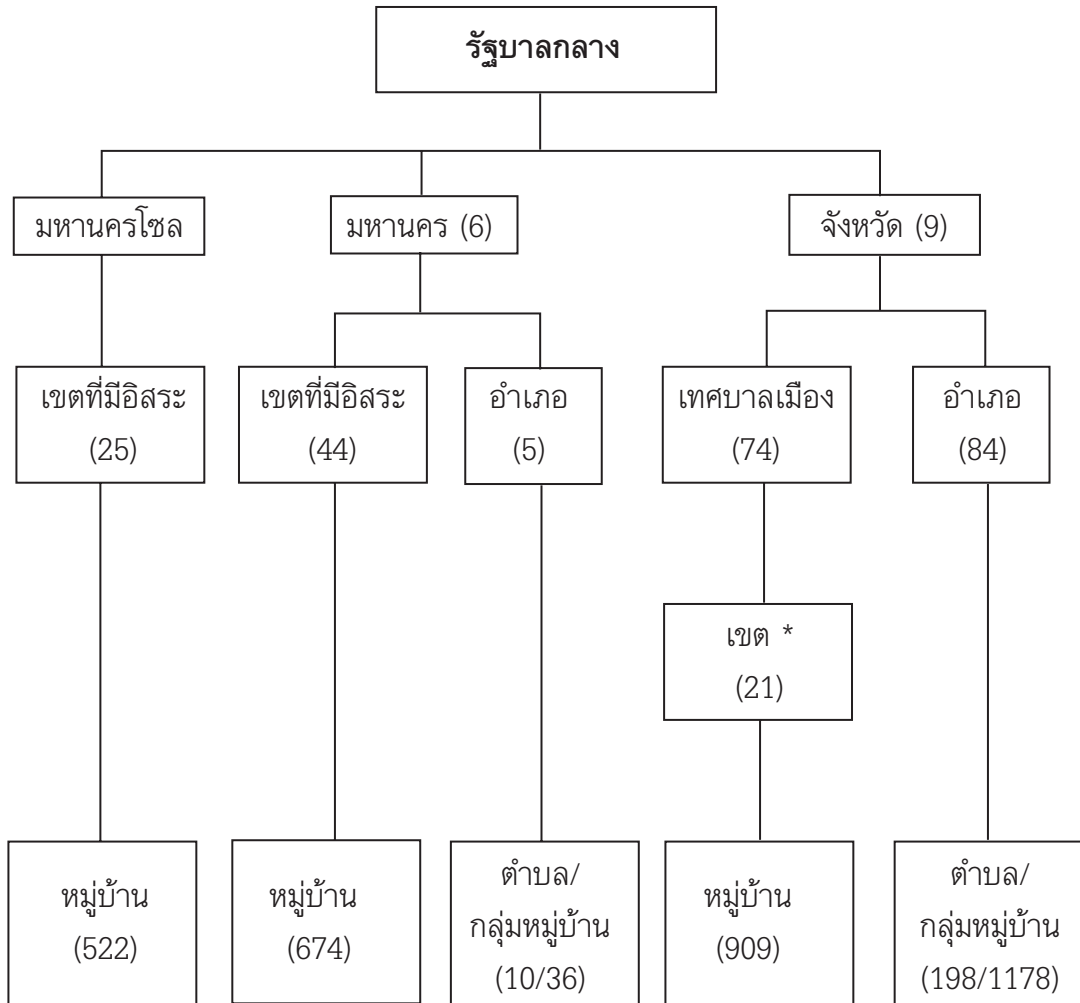 รัฐบาลกลาง
มหานครโซล
มหานคร (6)
จังหวัด (9)
เขตที่มีอิสระ
(25)
เขตที่มีอิสระ
(44)
อำเภอ
(5)
เทศบาลเมือง
(74)
อำเภอ
(84)
เขต *
(21)
หมู่บ้าน
(522)
หมู่บ้าน
(674)
ตำบล/
กลุ่มหมู่บ้าน
(10/36)
หมู่บ้าน
(909)
ตำบล/
กลุ่มหมู่บ้าน
(198/1178)